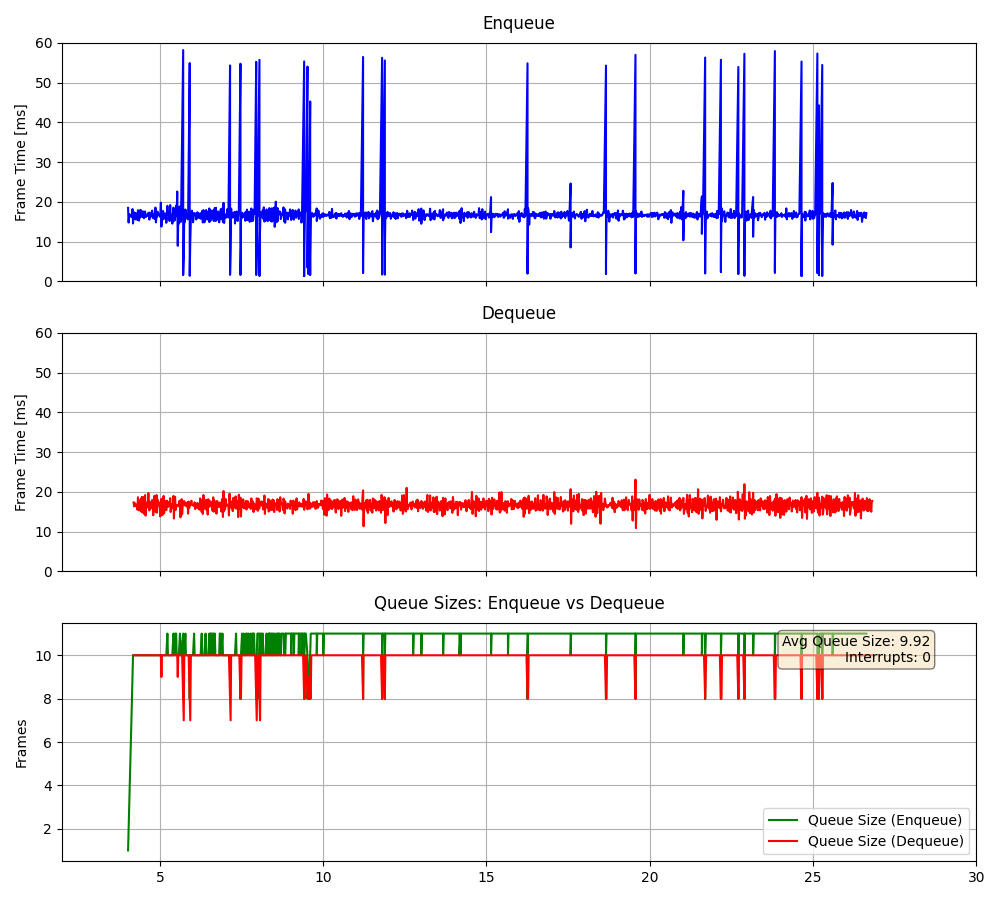 Enqueue
60
50
40
30
20
10
0
Frame Time [ms]
Dequeue
60
50
40
30
20
10
0
Frame Time [ms]
Queue Sizes: Enqueue vs Dequeue
10
8
6
4
2
Frames
Avg Queue Size: 9.92
Interrupts: 0
Queue Size (Enqueue)
Queue Size (Dequeue)
5 10 15 20 25 30